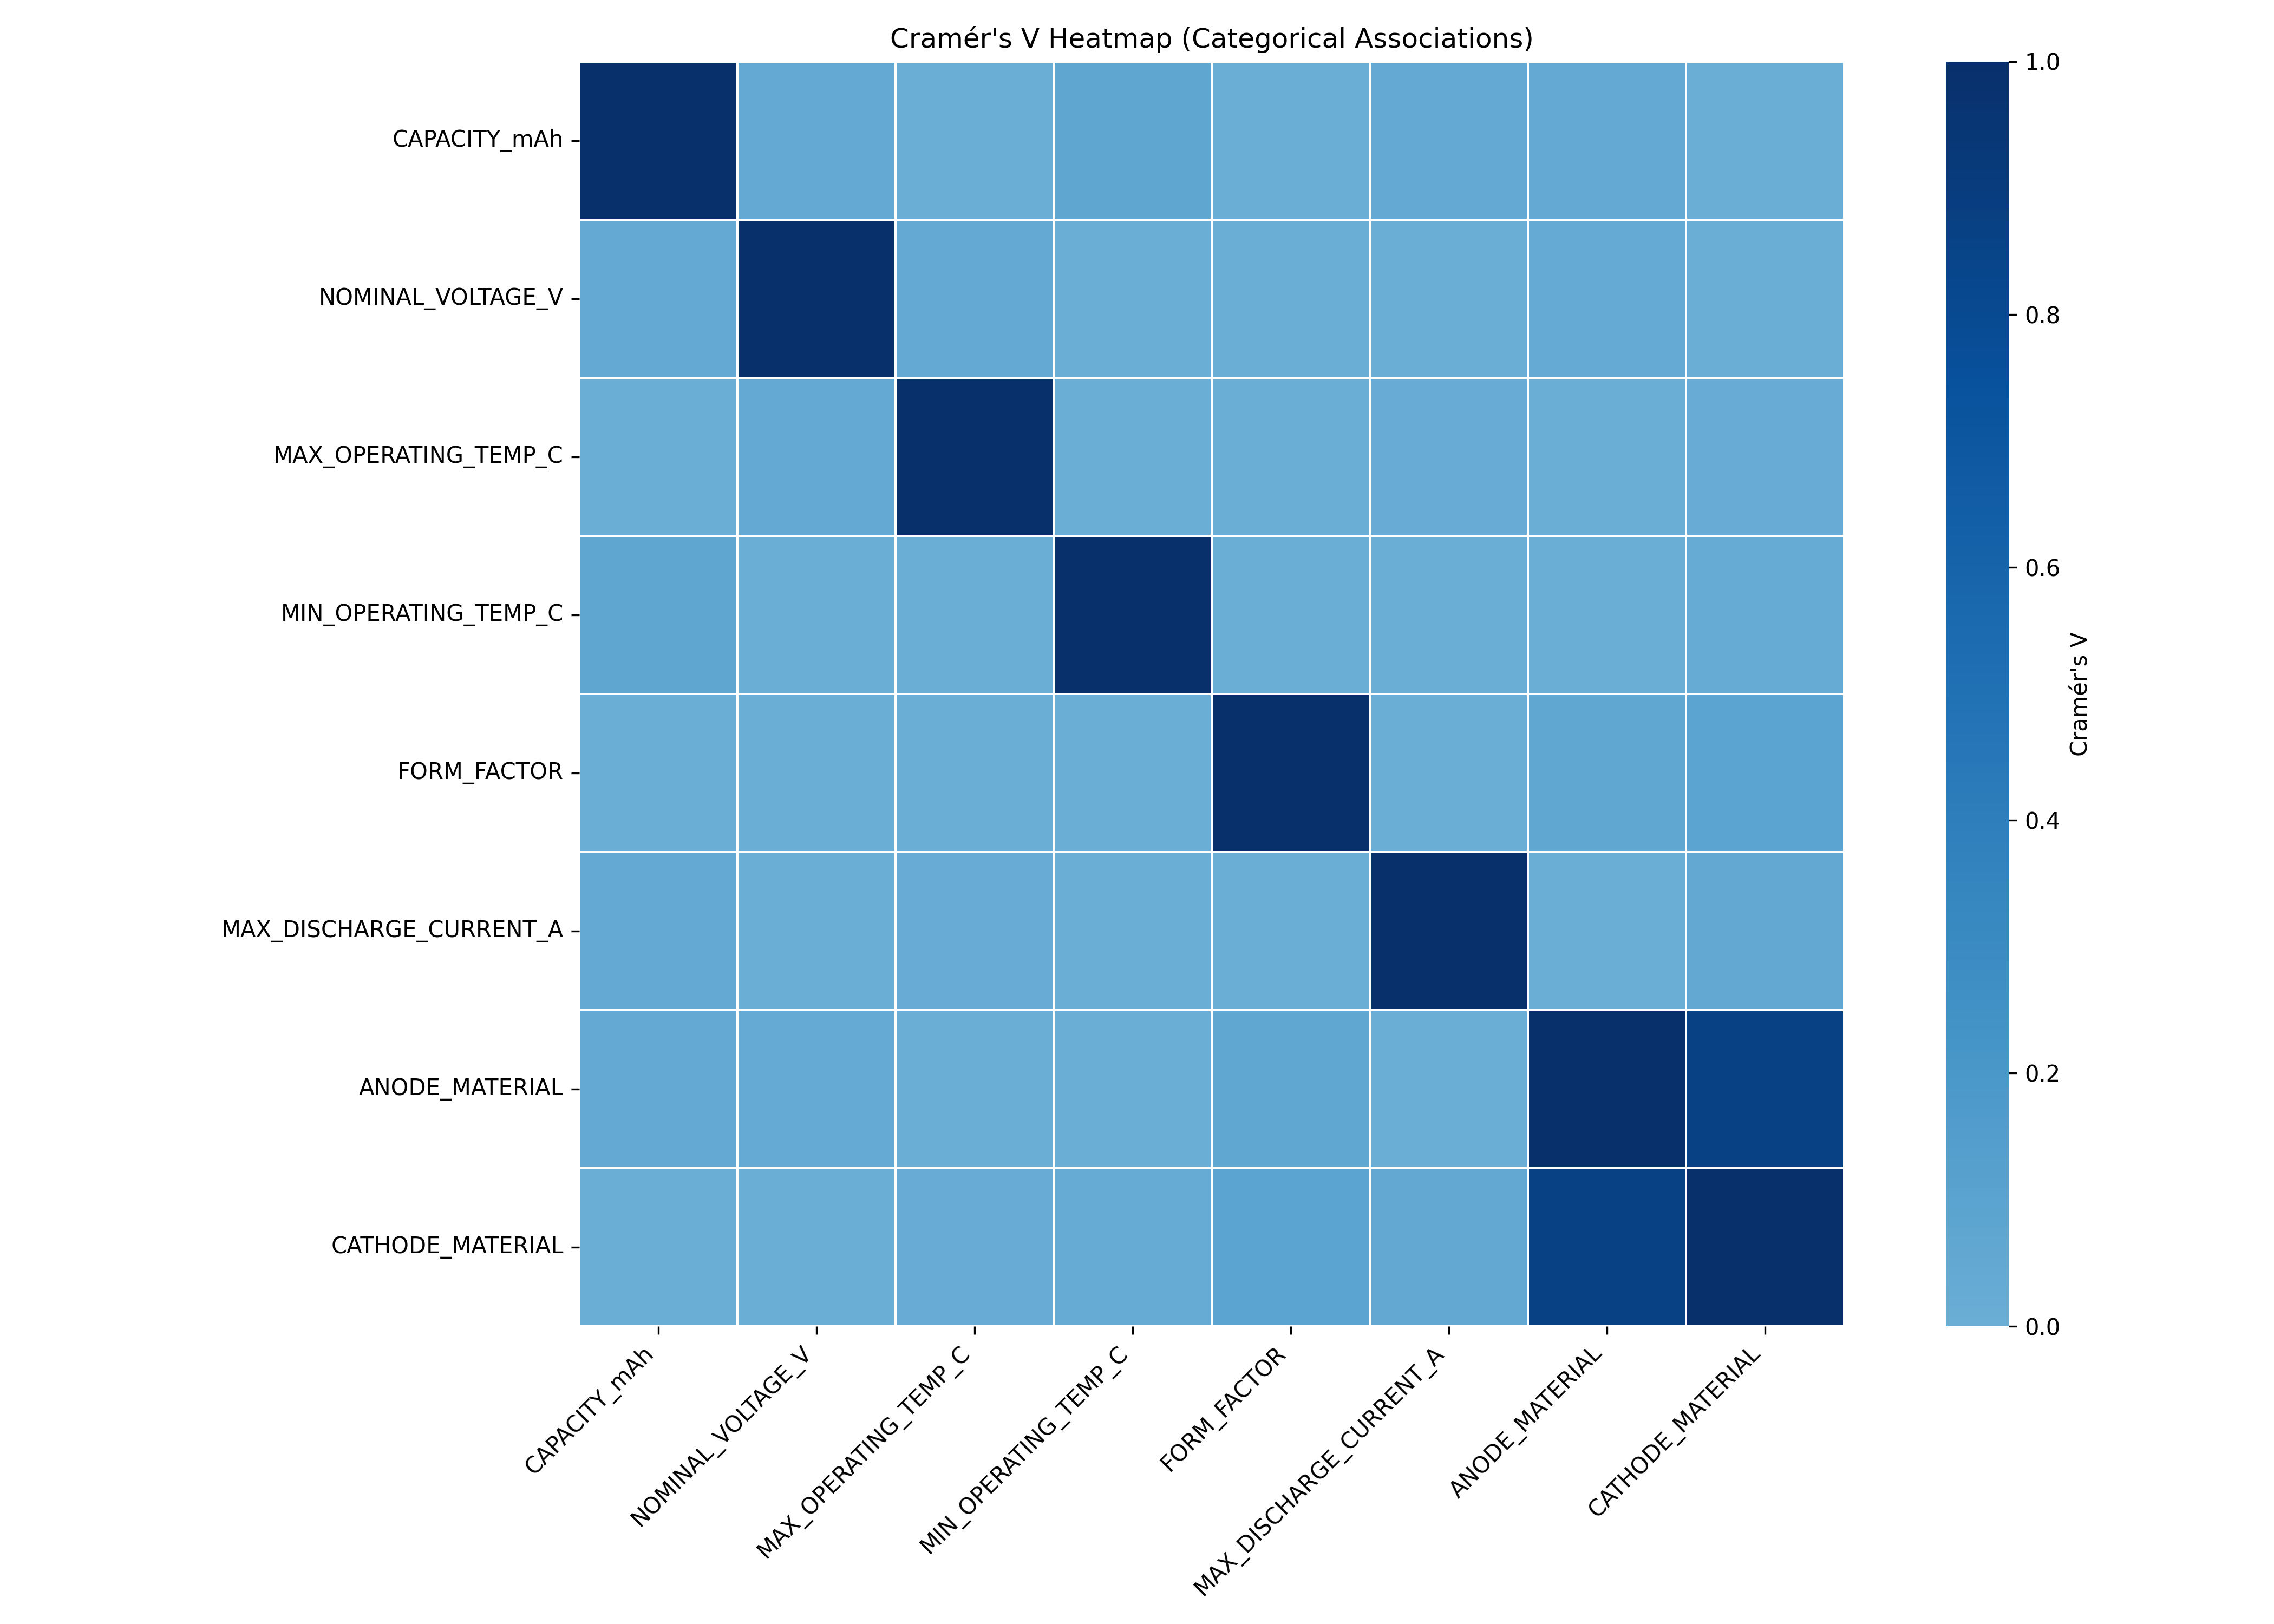 Cramér's V Heatmap (Categorical Associations)
CAPACITY_mAh
NOMINAL_VOLTAGE_V
MAX_OPERATING_TEMP_C
MIN_OPERATING_TEMP_C
FORM_FACTOR
MAX_DISCHARGE_CURRENT_A
ANODE_MATERIAL
CATHODE_MATERIAL
CAPACITY_mAh
NOMINAL_VOLTAGE_V
MAX_OPERATING_TEMP_C
MIN_OPERATING_TEMP_C
FORM_FACTOR
MAX_DISCHARGE_CURRENT_A
ANODE_MATERIAL
CATHODE_MATERIAL
1.0
0.8
0.6
0.4
0.2
0.0
Cramér's V